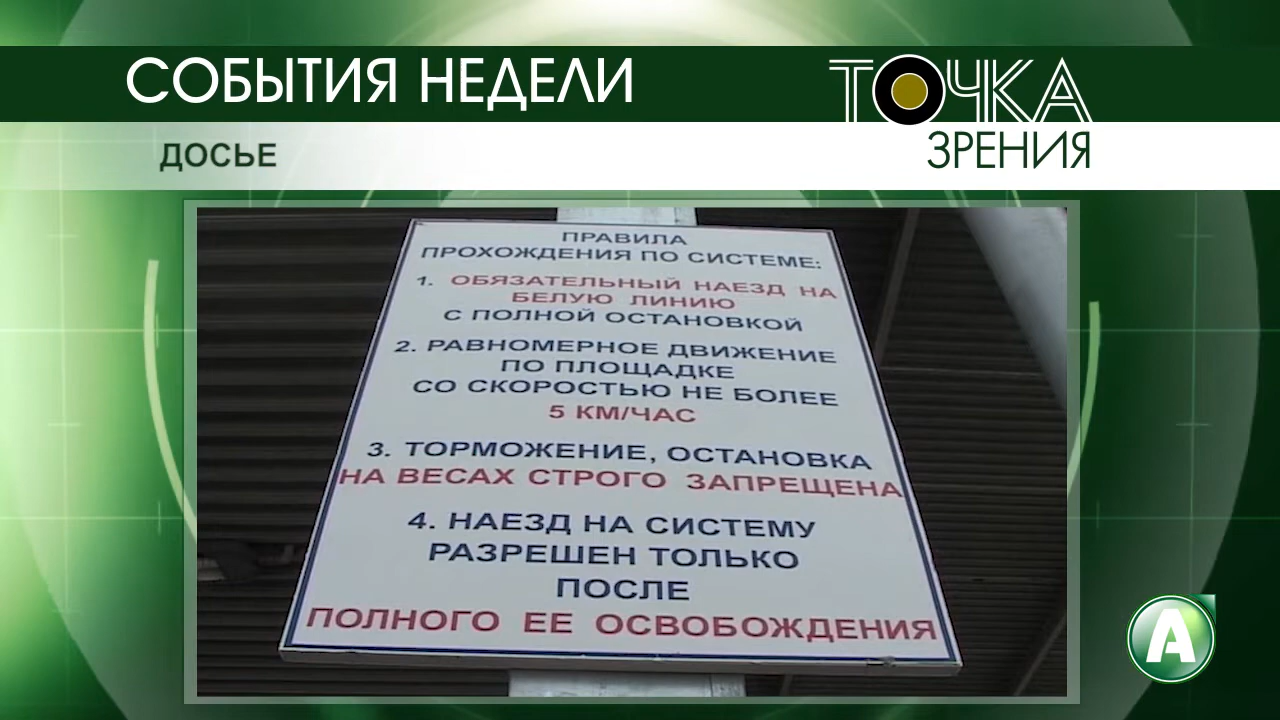 СОБЫТИЯ НЕДЕЛИ
ТОЧКА
ЗРЕНИЯ
ДОСЬЕ
ПРАВИЛА
ПРОХОЖДЕНИЯ ПО СИСТЕМЕ:
1. ОБЯЗАТЕЛЬНЫЙ НАЕЗД НА
БЕЛУЮ ЛИНИЮ
С ПОЛНОЙ ОСТАНОВКОЙ
2. РАВНОМЕРНОЕ ДВИЖЕНИЕ
ПО ПЛОЩАДКЕ
СО СКОРОСТЬЮ НЕ БОЛЕЕ
5 КМ/ЧАС
3. ТОРМОЖЕНИЕ, ОСТАНОВКА
НА ВЕСАХ СТРОГО ЗАПРЕЩЕНА
4. НАЕЗД НА СИСТЕМУ
РАЗРЕШЕН ТОЛЬКО
ПОСЛЕ
ПОЛНОГО ЕЕ ОСВОБОЖДЕНИЯ
А